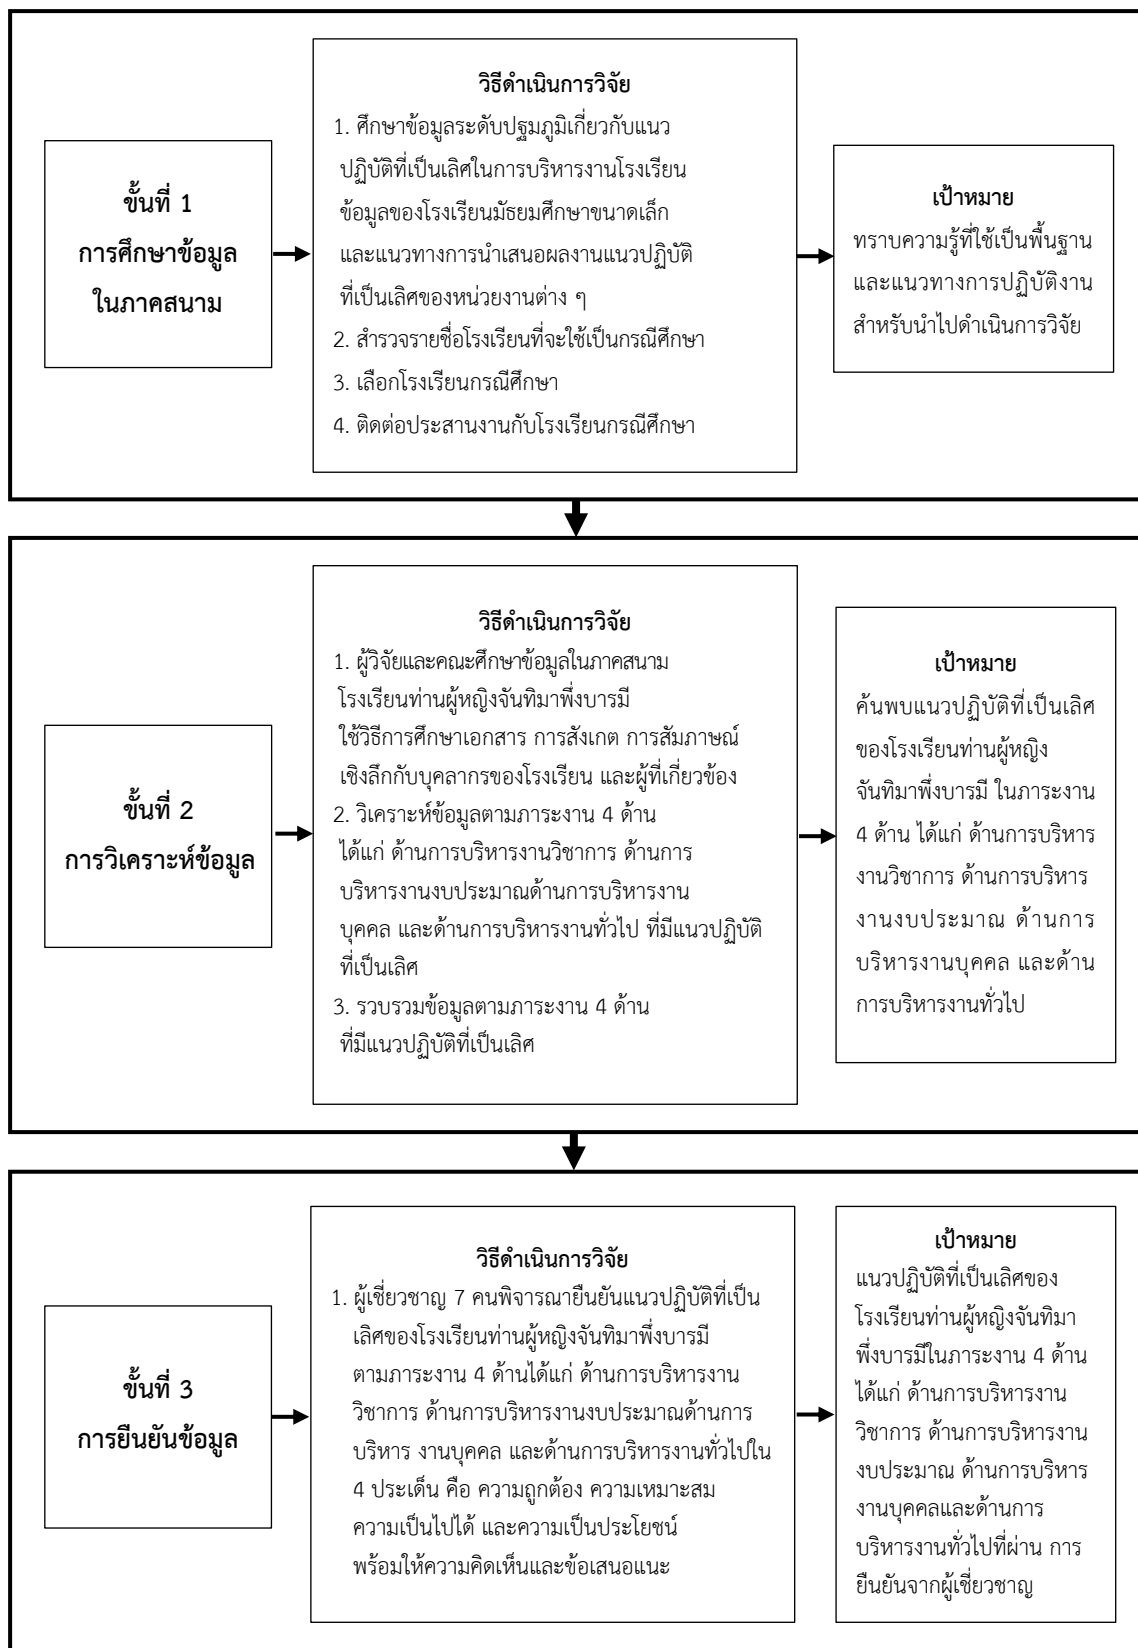 ขั้นที่ 1
การศึกษาข้อมูล
ในภาคสนาม
วิธีดำเนินการวิจัย
1. ศึกษาข้อมูลระดับปฐมภูมิเกี่ยวกับแนว
ปฏิบัติที่เป็นเลิศในการบริหารงานโรงเรียน
ข้อมูลของโรงเรียนมัธยมศึกษาขนาดเล็ก
และแนวทางการนำเสนอผลงานแนวปฏิบัติ
ที่เป็นเลิศของหน่วยงานต่าง ๆ
2. สำรวจรายชื่อโรงเรียนที่จะใช้เป็นกรณีศึกษา
3. เลือกโรงเรียนกรณีศึกษา
4. ติดต่อประสานงานกับโรงเรียนกรณีศึกษา
เป้าหมาย
ทราบความรู้ที่ใช้เป็นพื้นฐาน
และแนวทางการปฏิบัติงาน
สำหรับนำไปดำเนินการวิจัย
ขั้นที่ 2
การวิเคราะห์ข้อมูล
วิธีดำเนินการวิจัย
1. ผู้วิจัยและคณะศึกษาข้อมูลในภาคสนาม
โรงเรียนท่านผู้หญิงจันทิมาพึ่งบารมี
ใช้วิธีการศึกษาเอกสาร การสังเกต การสัมภาษณ์
เชิงลึกกับบุคลากรของโรงเรียน และผู้ที่เกี่ยวข้อง
2. วิเคราะห์ข้อมูลตามภาระงาน 4 ด้าน
ได้แก่ ด้านการบริหารงานวิชาการ ด้านการ
บริหารงานงบประมาณด้านการบริหารงาน
บุคคล และด้านการบริหารงานทั่วไป ที่มีแนวปฏิบัติ
ที่เป็นเลิศ
3. รวบรวมข้อมูลตามภาระงาน 4 ด้าน
ที่มีแนวปฏิบัติที่เป็นเลิศ
เป้าหมาย
ค้นพบแนวปฏิบัติที่เป็นเลิศ
ของโรงเรียนท่านผู้หญิง
จันทิมาพึ่งบารมี ในภาระงาน
4 ด้าน ได้แก่ ด้านการบริหาร
งานวิชาการ ด้านการบริหาร
งานงบประมาณ ด้านการ
บริหารงานบุคคล และด้าน
การบริหารงานทั่วไป
ขั้นที่ 3
การยืนยันข้อมูล
วิธีดำเนินการวิจัย
1. ผู้เชี่ยวชาญ 7 คนพิจารณายืนยันแนวปฏิบัติที่เป็น
เลิศของโรงเรียนท่านผู้หญิงจันทิมาพึ่งบารมี
ตามภาระงาน 4 ด้านได้แก่ ด้านการบริหารงาน
วิชาการ ด้านการบริหารงานงบประมาณด้านการ
บริหาร งานบุคคล และด้านการบริหารงานทั่วไปใน
4 ประเด็น คือ ความถูกต้อง ความเหมาะสม
ความเป็นไปได้ และความเป็นประโยชน์
พร้อมให้ความคิดเห็นและข้อเสนอแนะ
เป้าหมาย
แนวปฏิบัติที่เป็นเลิศของ
โรงเรียนท่านผู้หญิงจันทิมา
พึ่งบารมีในภาระงาน 4 ด้าน
ได้แก่ ด้านการบริหารงาน
วิชาการ ด้านการบริหารงาน
งบประมาณ ด้านการบริหาร
งานบุคคลและด้านการ
บริหารงานทั่วไปที่ผ่าน การ
ยืนยันจากผู้เชี่ยวชาญ